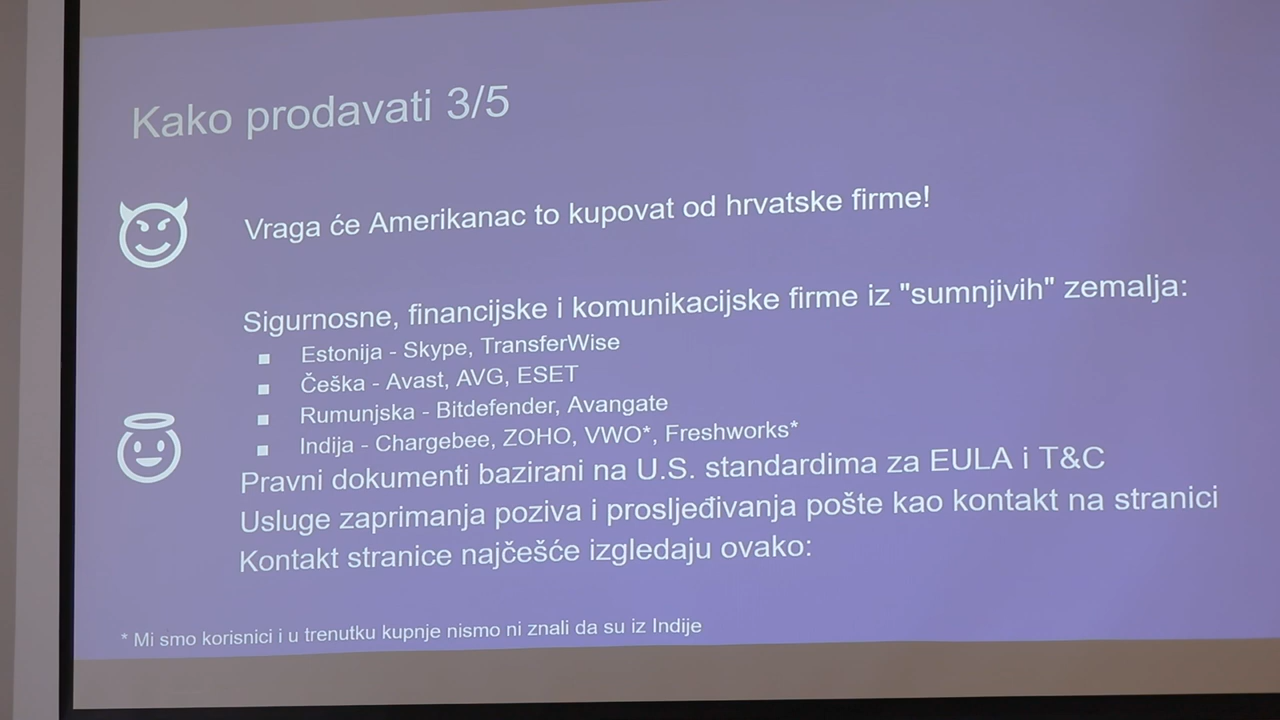 Kako prodavati 3/5
Vraga će Amerikanac to kupovat od hrvatske firme!
Sigurnosne, financijske i komunikacijske firme iz "sumnjivih" zemalja:
▪ Estonija - Skype, TransferWise
▪ Češka - Avast, AVG, ESET
▪ Rumunjska - Bitdefender, Avangate
▪ Indija - Chargebee, ZOHO, VWO*, Freshworks*
Pravni dokumenti bazirani na U.S. standardima za EULA i T&C
Usluge zaprimanja poziva i prosljeđivanja pošte kao kontakt na stranici
Kontakt stranice najčešće izgledaju ovako:
* Mi smo korisnici i u trenutku kupnje nismo ni znali da su iz Indije